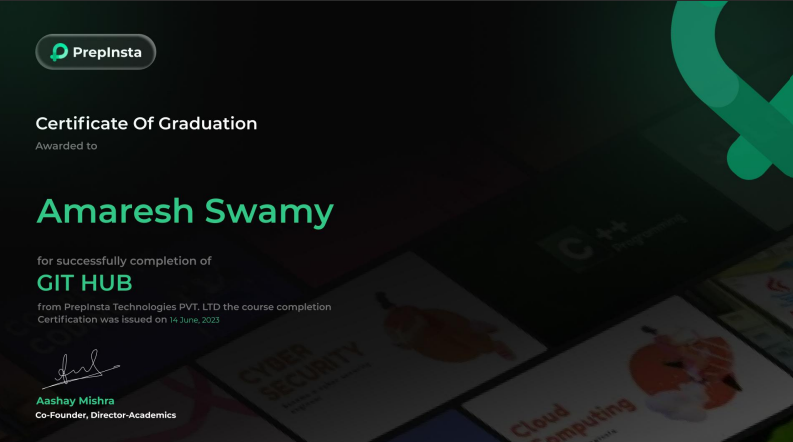 PrepInsta
Certificate Of Graduation
Awarded to
Amaresh Swamy
for successfully completion of
GIT HUB
from PrepInsta Technologies PVT. LTD the course completion
Certification was issued on 14 June, 2023
Aashay Mishra
Co-Founder, Director-Academics
C ++
Programming
CYBER
SECURITY
Cloud
Computing